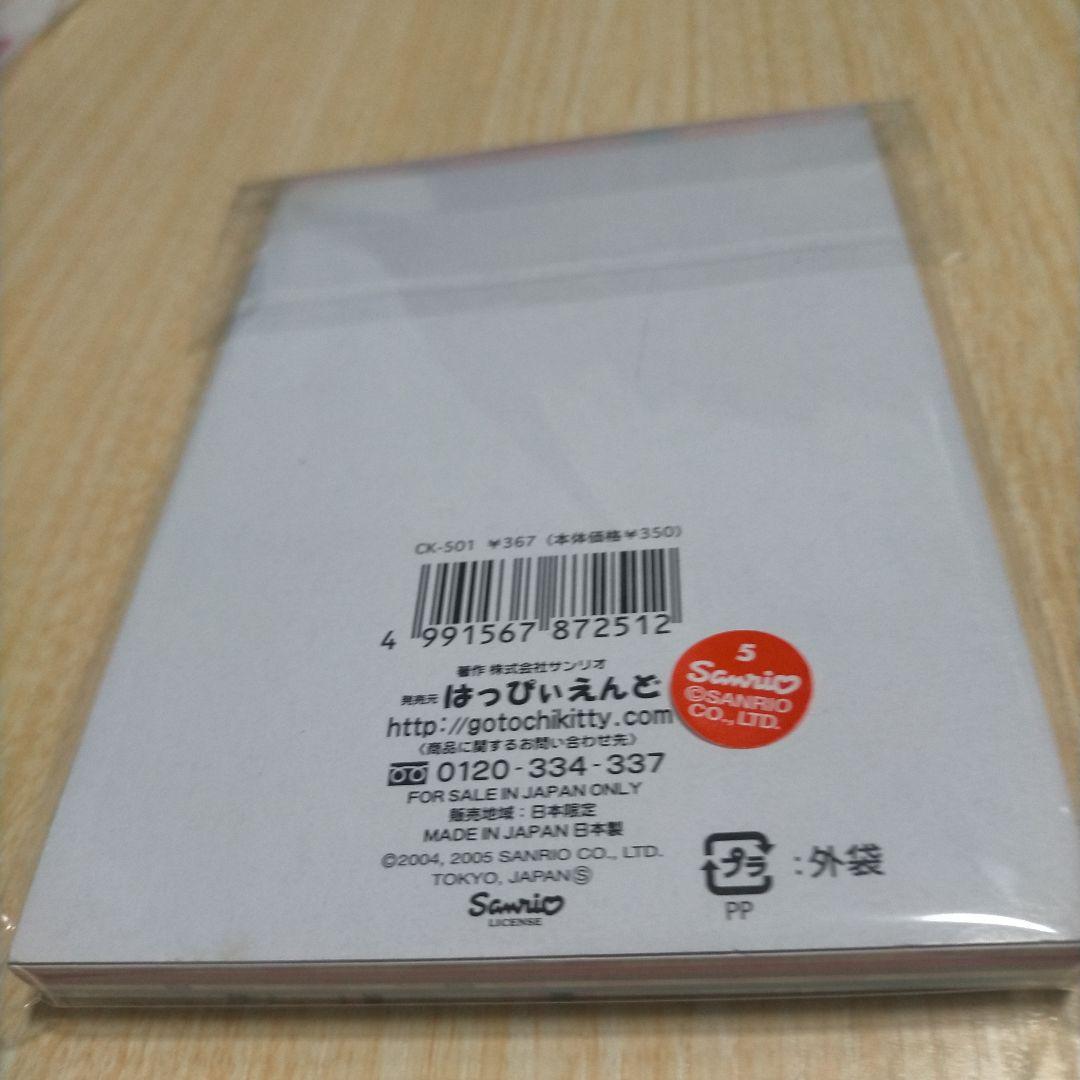 CK-501 ¥367 (本体価格¥350)
4 991567 872512
著作 株式会社サンリオ
発売元 はっぴぃえんど
http://gotochikitty.com
〈商品に関するお問い合わせ先〉
0120-334-337
FOR SALE IN JAPAN ONLY
販売地域：日本限定
MADE IN JAPAN 日本製
©2004, 2005 SANRIO CO., LTD.
TOKYO, JAPAN Ⓢ
Sanrio
LICENSE
5
Sanrio
©SANRIO
CO., LTD.
プラ：外袋
PP